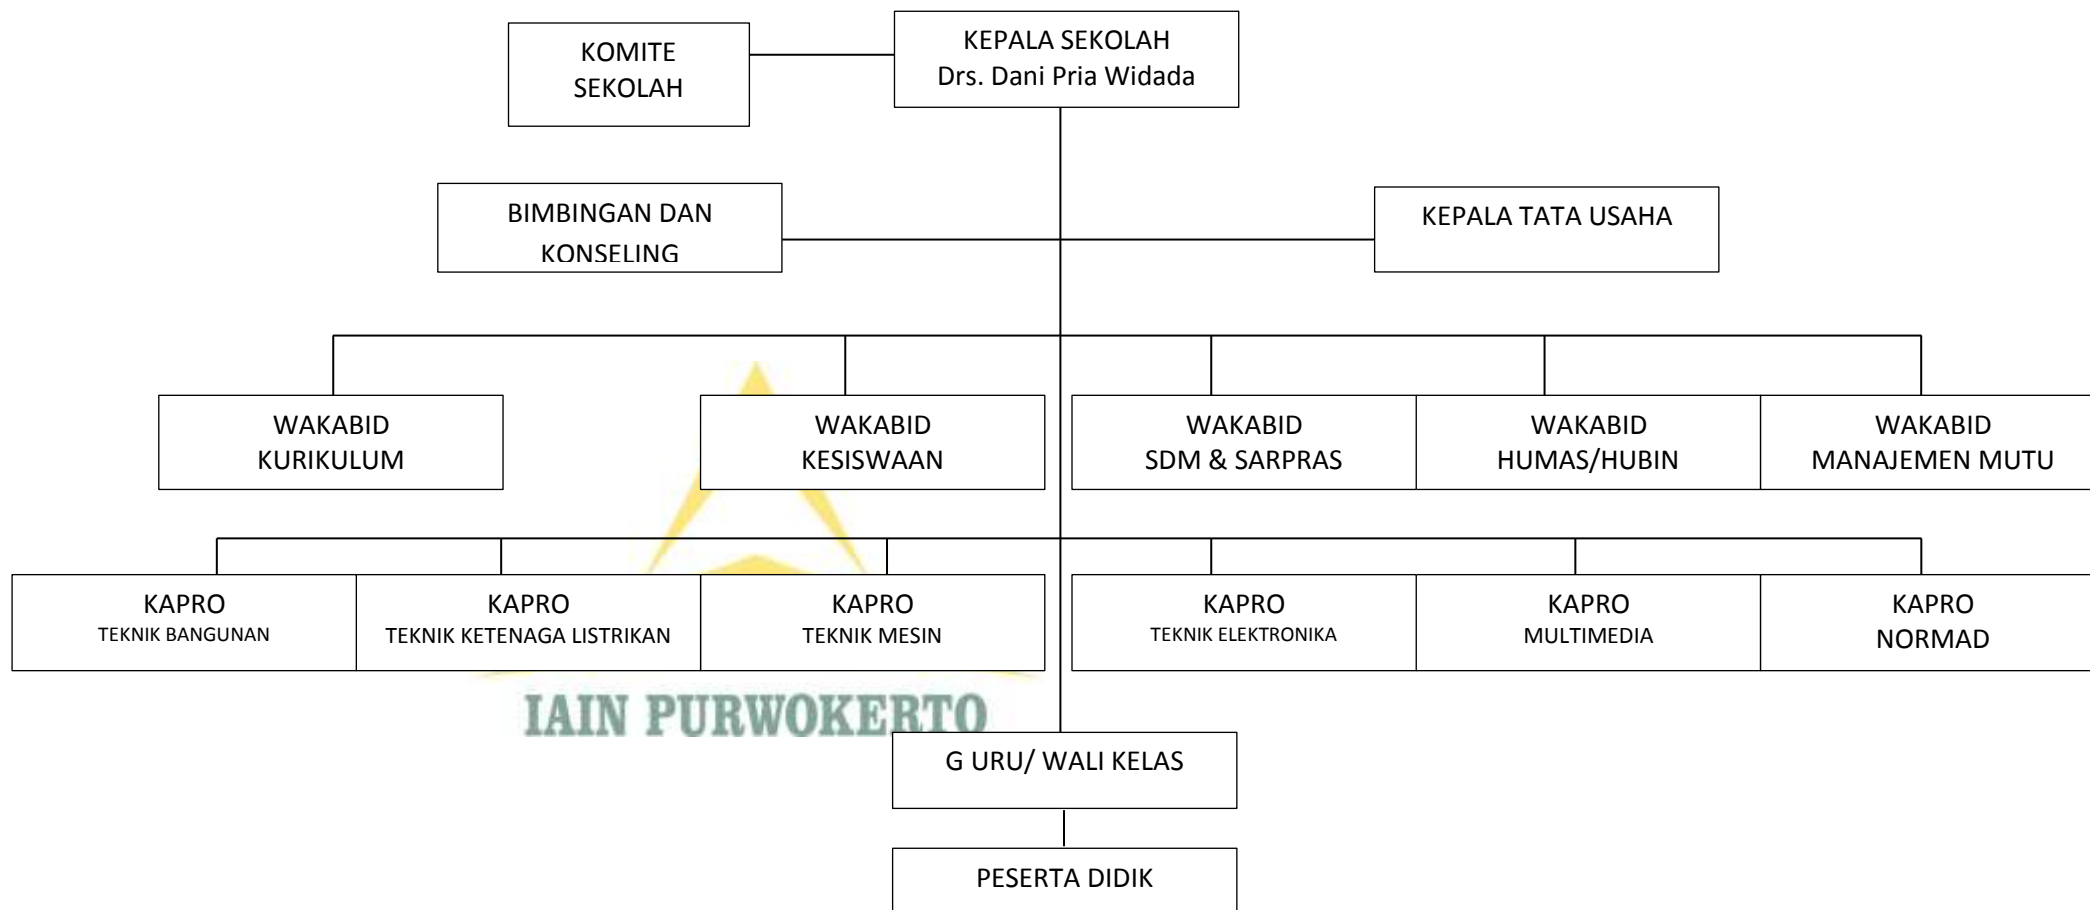 KOMITE
SEKOLAH
KEPALA SEKOLAH
Drs. Dani Pria Widada
BIMBINGAN DAN
KONSELING
KEPALA TATA USAHA
WAKABID
KURIKULUM
WAKABID
KESISWAAN
WAKABID
SDM & SARPRAS
WAKABID
HUMAS/HUBIN
WAKABID
MANAJEMEN MUTU
KAPRO
TEKNIK BANGUNAN
KAPRO
TEKNIK KETENAGA LISTRIKAN
KAPRO
TEKNIK MESIN
KAPRO
TEKNIK ELEKTRONIKA
KAPRO
MULTIMEDIA
KAPRO
NORMAD
IAIN PURWOKERTO
G URU/ WALI KELAS
PESERTA DIDIK